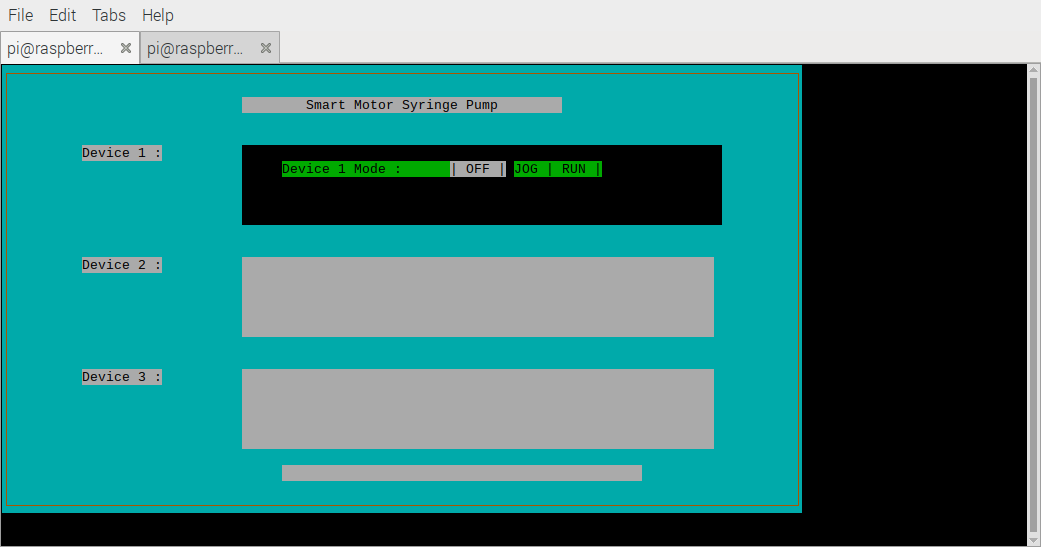 File Edit Tabs Help
pi@raspberr... pi@raspberr...
Smart Motor Syringe Pump
Device 1 :
Device 1 Mode : | OFF | JOG | RUN |
Device 2 :
Device 3 :